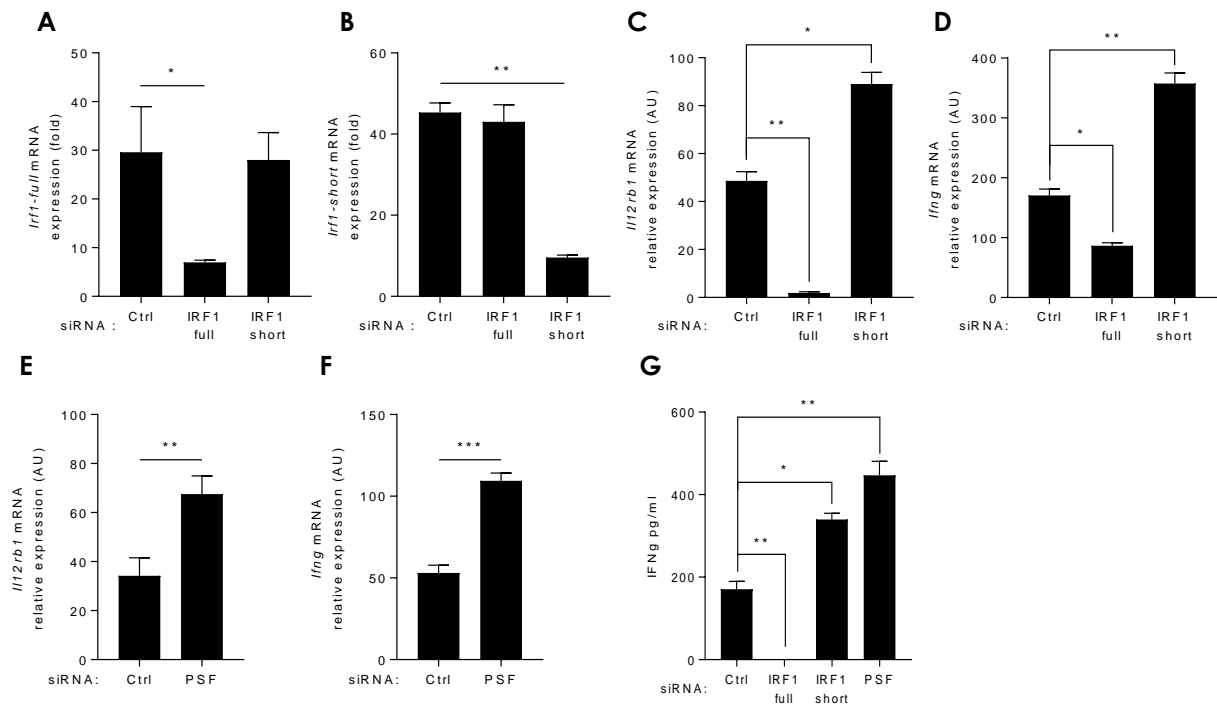 A
Irf1-full mRNA
expression (fold)
50
40
30
20
10
0
*
siRNA :
Ctrl
IRF1
full
IRF1
short
B
Irf1-short mRNA
expression (fold)
60
40
20
0
**
siRNA :
Ctrl
IRF1
full
IRF1
short
C
Il12rb1 mRNA
relative expression (AU)
100
80
60
40
20
0
*
**
siRNA:
Ctrl
IRF1
full
IRF1
short
D
Ifng mRNA
relative expression (AU)
400
300
200
100
0
**
*
siRNA:
Ctrl
IRF1
full
IRF1
short
E
Il12rb1 mRNA
relative expression (AU)
100
80
60
40
20
0
**
siRNA:
Ctrl
PSF
F
Ifng mRNA
relative expression (AU)
150
100
50
0
***
siRNA:
Ctrl
PSF
G
IFNg pg/ml
600
400
200
0
**
*
**
siRNA:
Ctrl
IRF1
full
IRF1
short
PSF